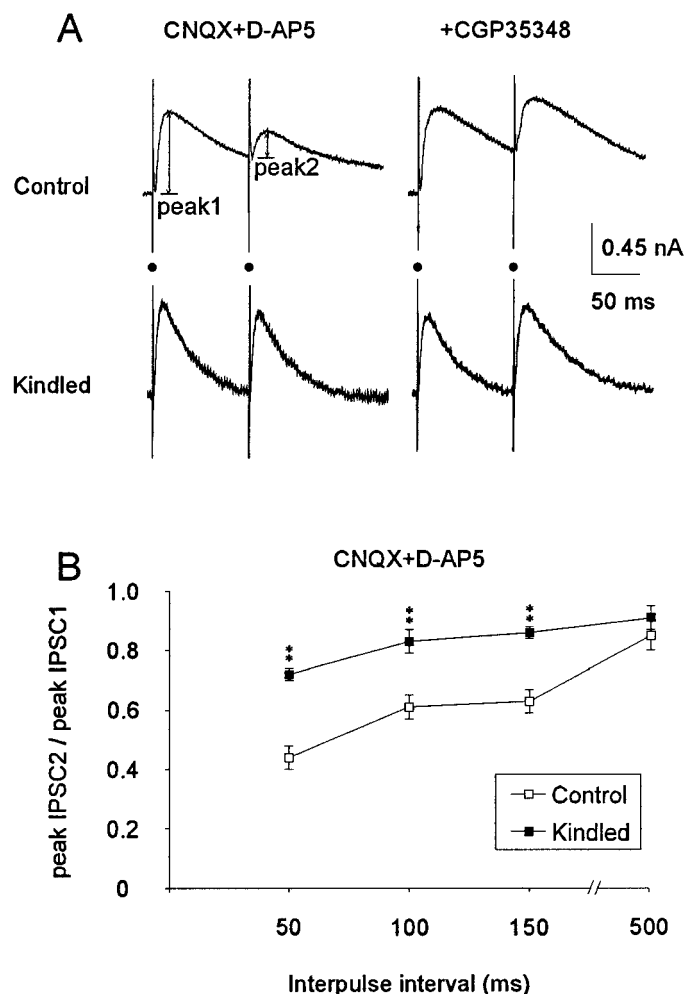 A
CNQX+D-AP5
+CGP35348
Control
peak1
peak2
0.45 nA
50 ms
Kindled
B
CNQX+D-AP5
peak IPSC2 / peak IPSC1
1.0
0.8
0.6
0.4
0.2
0
**
**
**
Control
Kindled
//
50
100
150
500
Interpulse interval (ms)